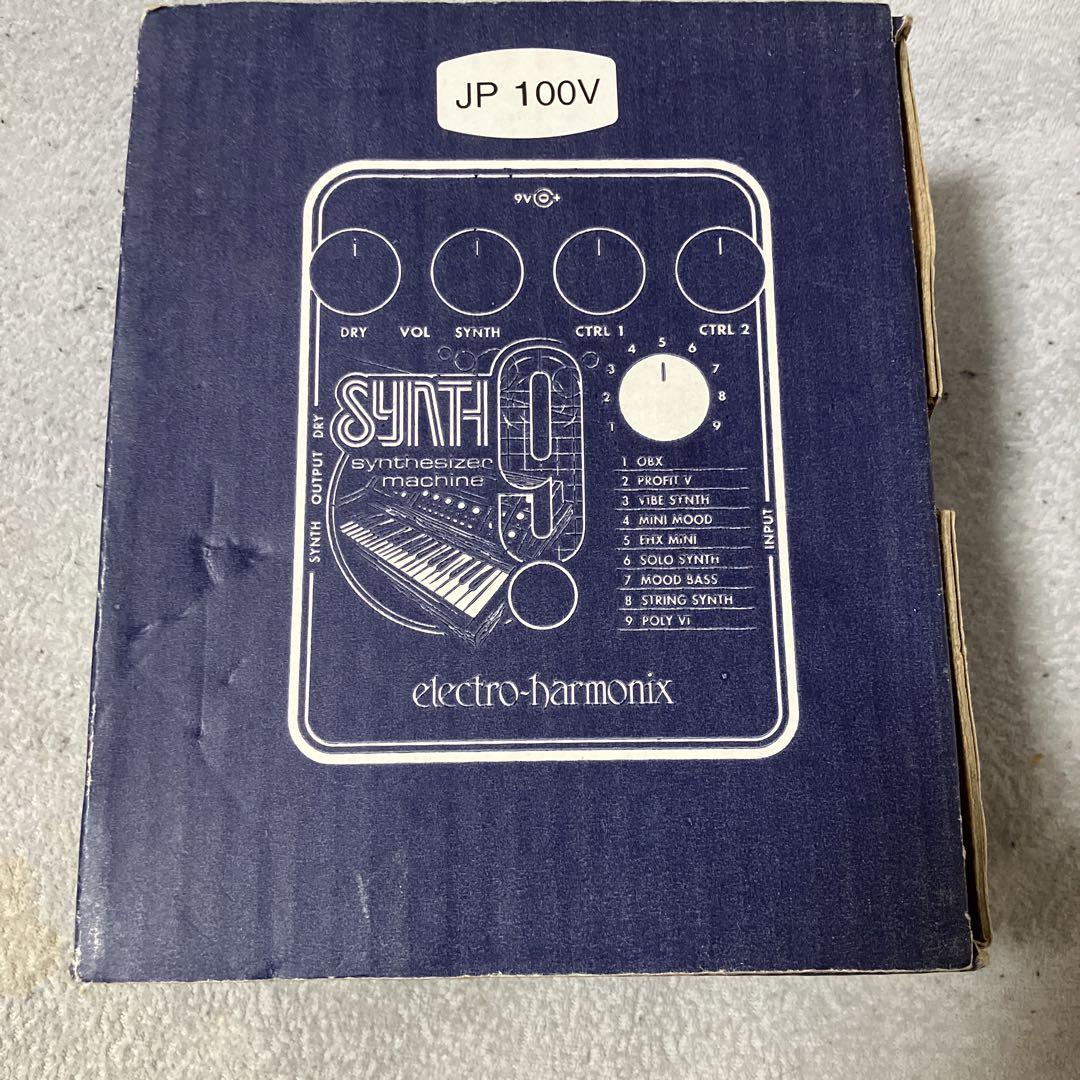 JP 100V
9V
DRY VOL SYNTH CTRL 1 CTRL 2
1 2 3 4 5 6 7 8 9
SYNTH 9
synthesizer
machine
SYNTH OUTPUT DRY
INPUT
1 OBX
2 PROFIT V
3 ViBE SYNTH
4 MiNi MOOD
5 EHX MiNi
6 SOLO SYNTH
7 MOOD BASS
8 STRING SYNTH
9 POLY Vi
electro-harmonix